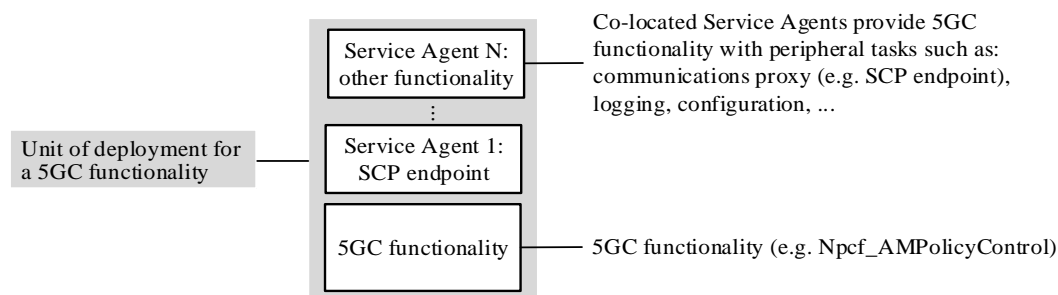 Service Agent N:
other functionality
Co-located Service Agents provide 5GC
functionality with peripheral tasks such as:
communications proxy (e.g. SCP endpoint),
logging, configuration, ...
Unit of deployment for
a 5GC functionality
Service Agent 1:
SCP endpoint
5GC functionality
5GC functionality (e.g. Npcf_AMPolicyControl)